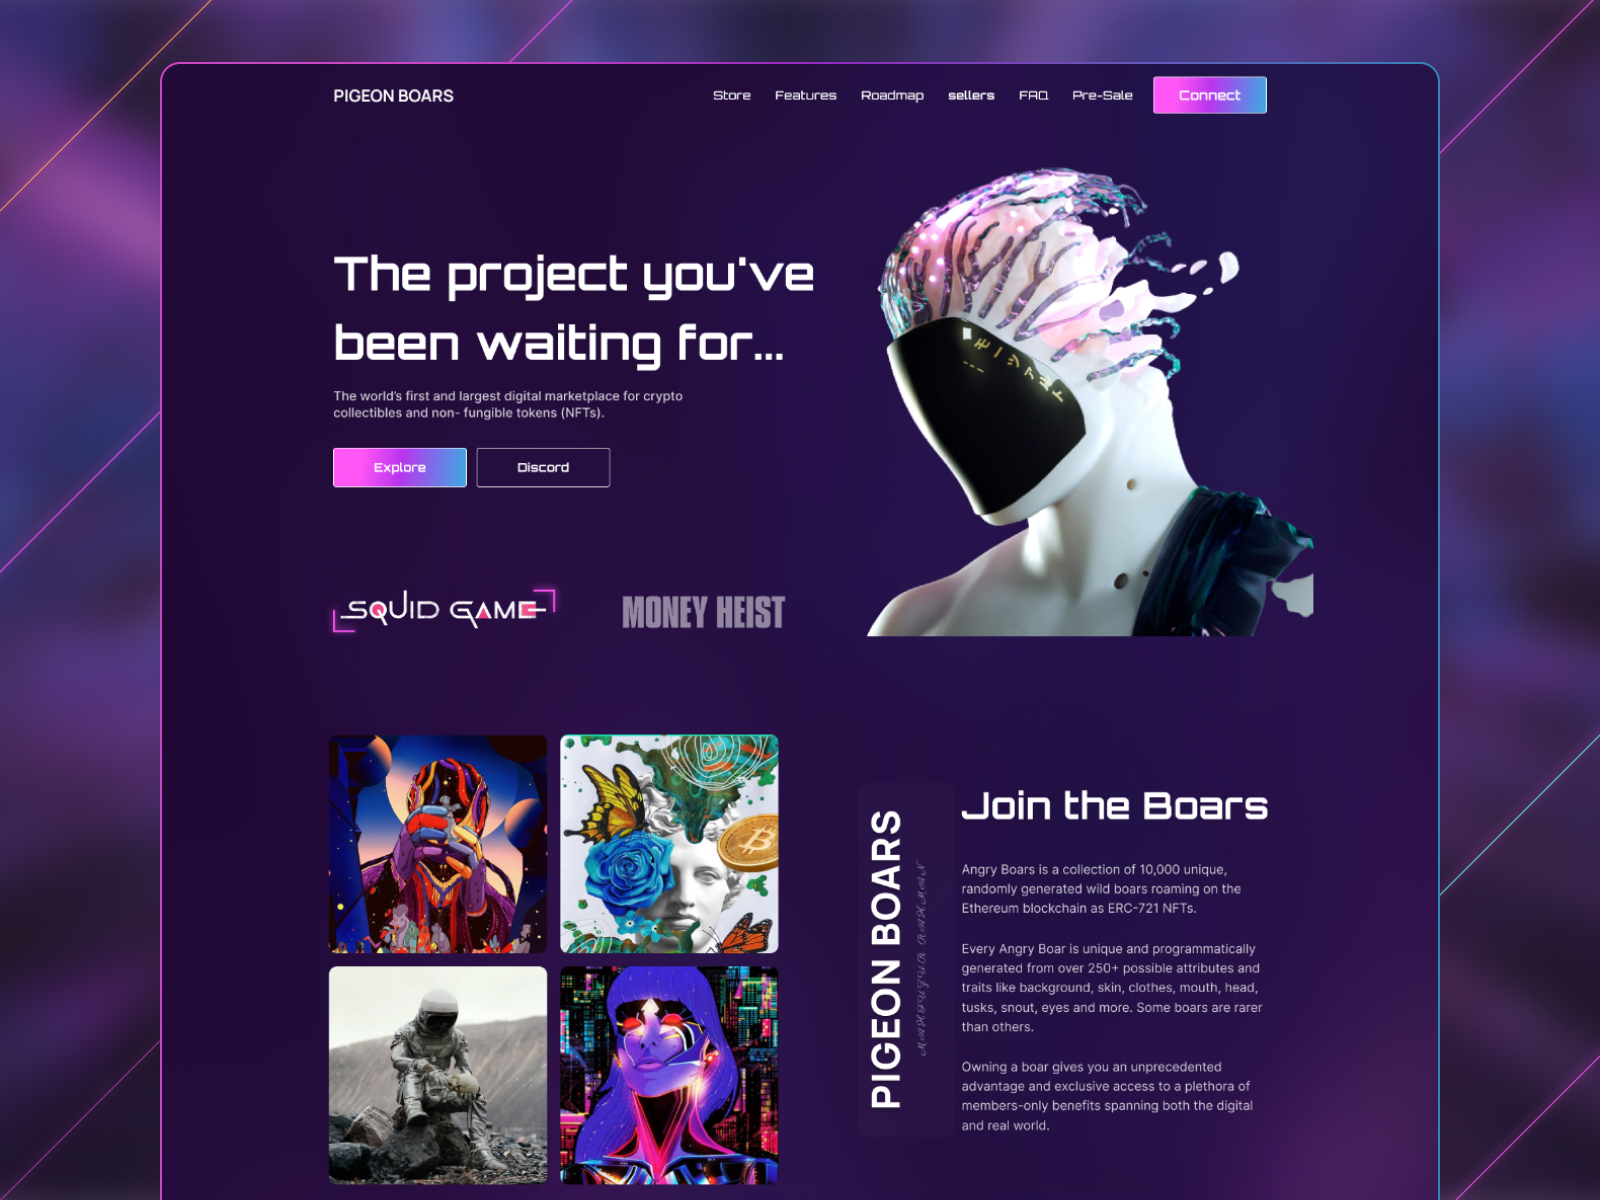 PIGEON BOARS
Store Features Roadmap sellers FAQ Pre-Sale Connect
The project you've
been waiting for...
The world's first and largest digital marketplace for crypto
collectibles and non- fungible tokens (NFTs).
Explore Discord
SQUID GAME
MONEY HEIST
PIGEON BOARS
Join the Boars
Angry Boars is a collection of 10,000 unique,
randomly generated wild boars roaming on the
Ethereum blockchain as ERC-721 NFTs.
Every Angry Boar is unique and programmatically
generated from over 250+ possible attributes and
traits like background, skin, clothes, mouth, head,
tusks, snout, eyes and more. Some boars are rarer
than others.
Owning a boar gives you an unprecedented
advantage and exclusive access to a plethora of
members-only benefits spanning both the digital
and real world.